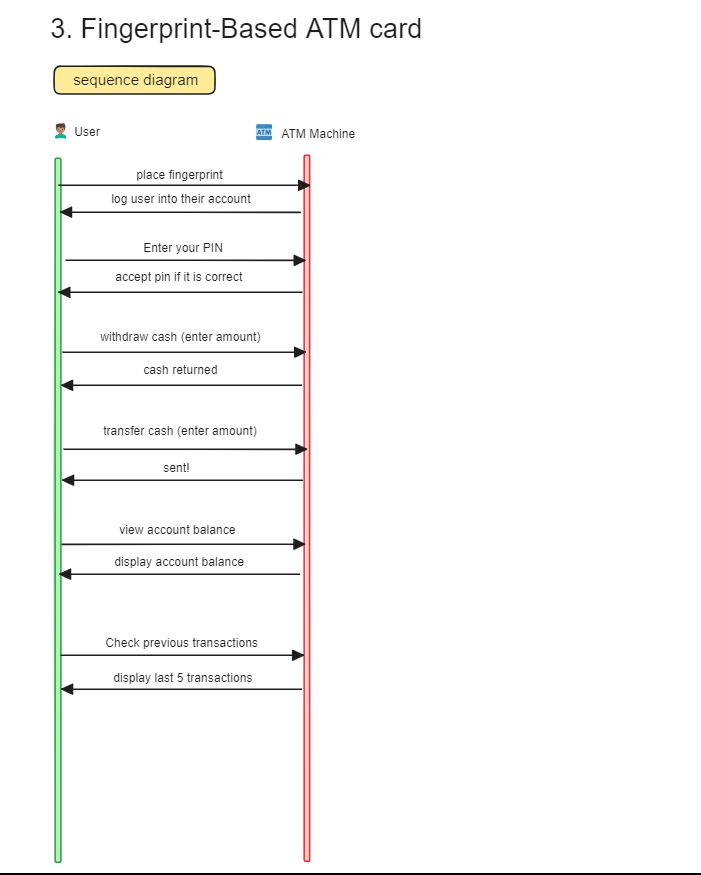 3. Fingerprint-Based ATM card
sequence diagram
User
ATM
ATM Machine
place fingerprint
log user into their account
Enter your PIN
accept pin if it is correct
withdraw cash (enter amount)
cash returned
transfer cash (enter amount)
sent!
view account balance
display account balance
Check previous transactions
display last 5 transactions